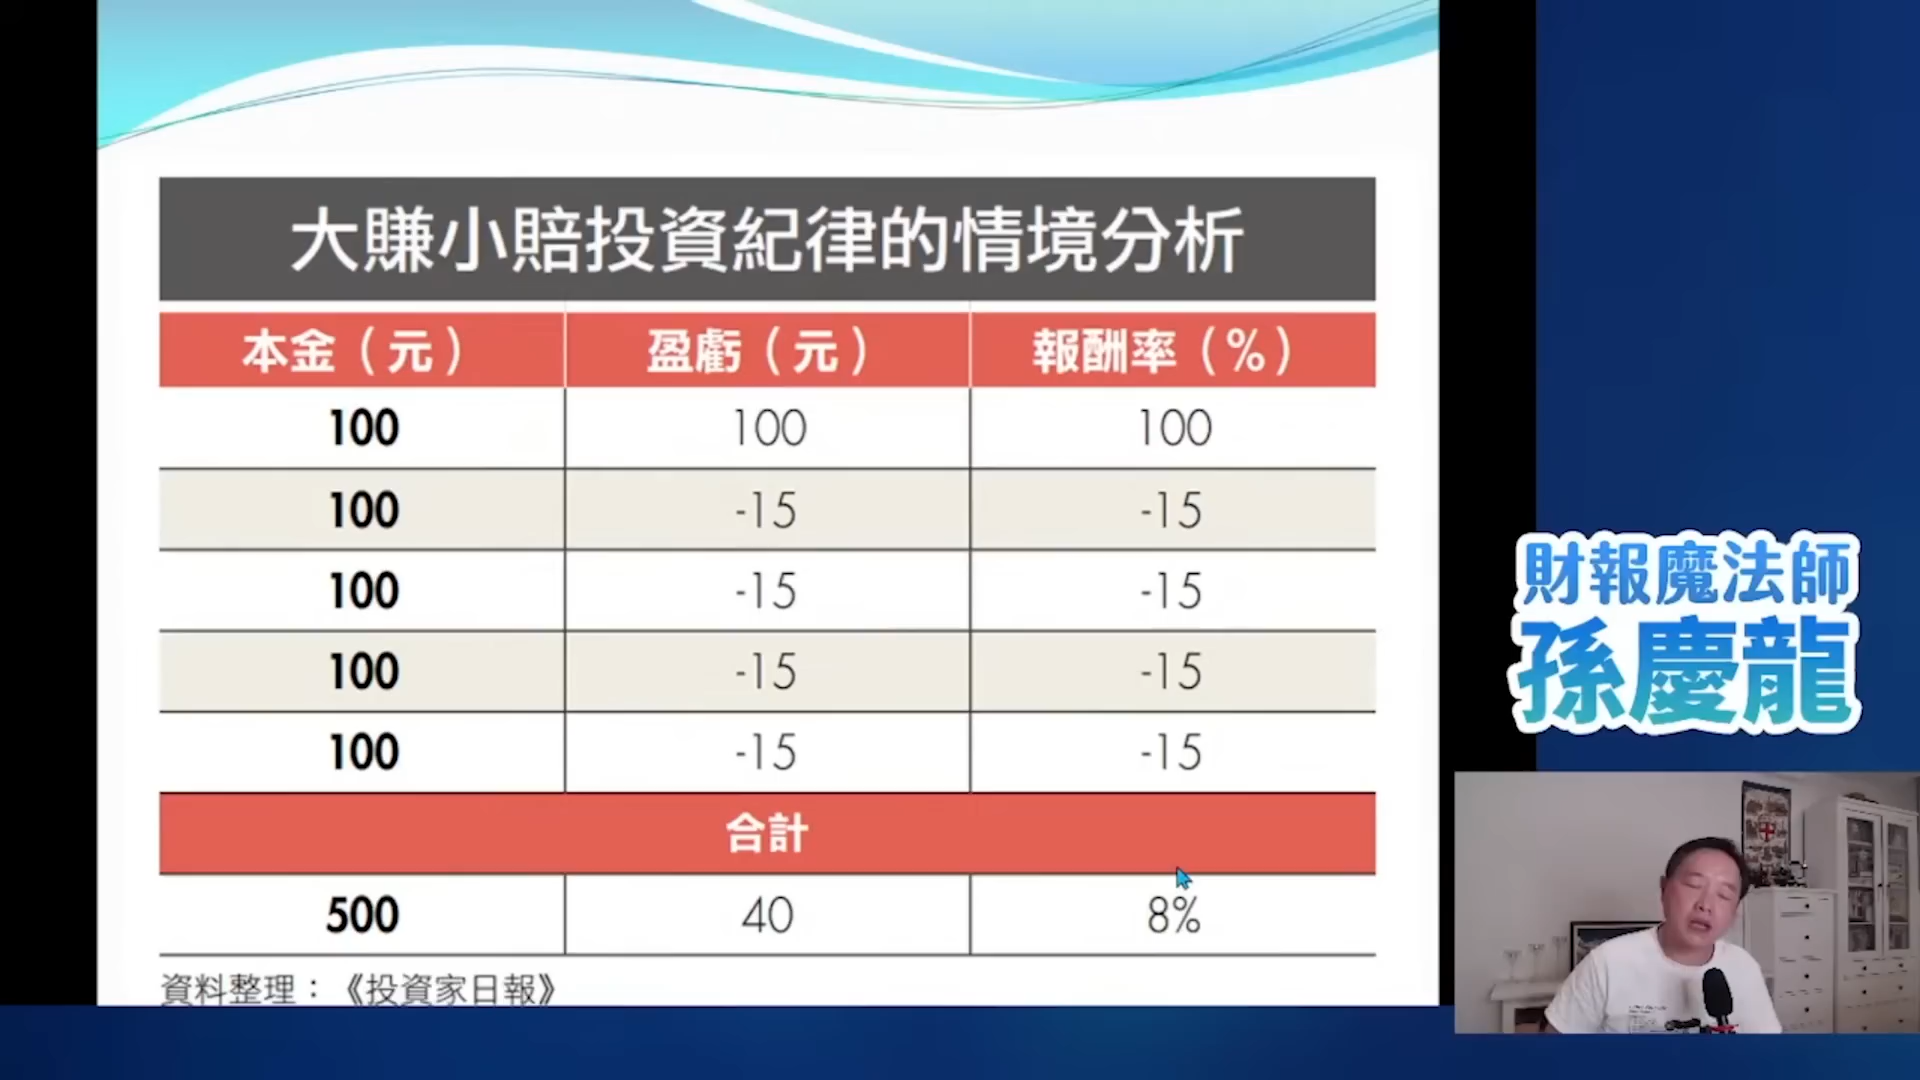 大賺小賠投資紀律的情境分析
本金（元） 盈虧（元） 報酬率（%）
100 100 100
100 -15 -15
100 -15 -15
100 -15 -15
100 -15 -15
合計
500 40 8%
資料整理：《投資家日報》
財報魔法師
孫慶龍